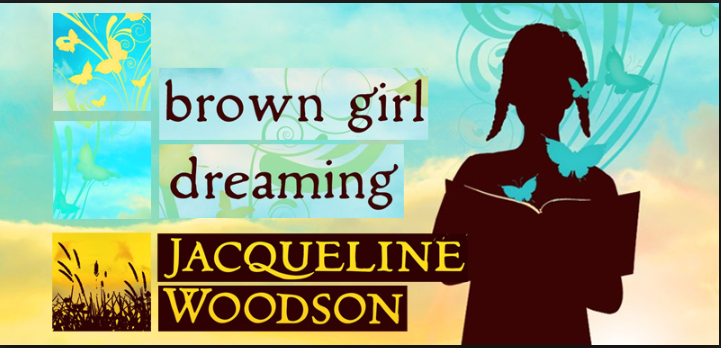 brown girl
dreaming
JACQUELINE
WOODSON